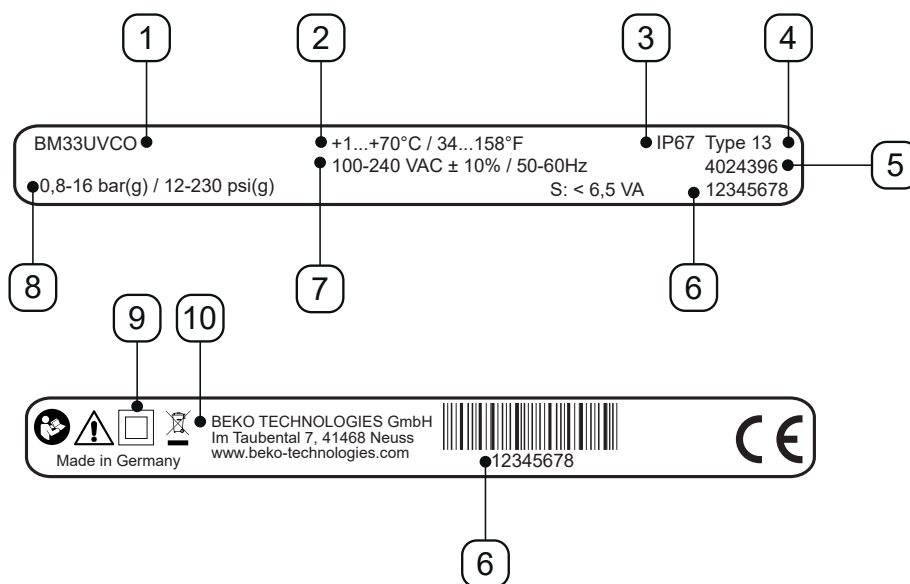 1
2
3
4
BM33UVCO
+1...+70°C / 34...158°F
IP67 Type 13
100-240 VAC ± 10% / 50-60Hz
4024396
5
0,8-16 bar(g) / 12-230 psi(g)
S: < 6,5 VA
12345678
8
7
6
9
10
BEKO TECHNOLOGIES GmbH
Im Taubental 7, 41468 Neuss
www.beko-technologies.com
Made in Germany
12345678
CE
6